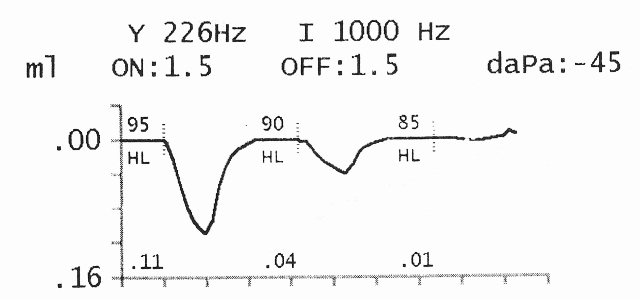 Y 226Hz I 1000 Hz
ml ON:1.5 OFF:1.5 daPa:-45
95 90 85
.00
HL HL HL
.11 .04 .01
.16